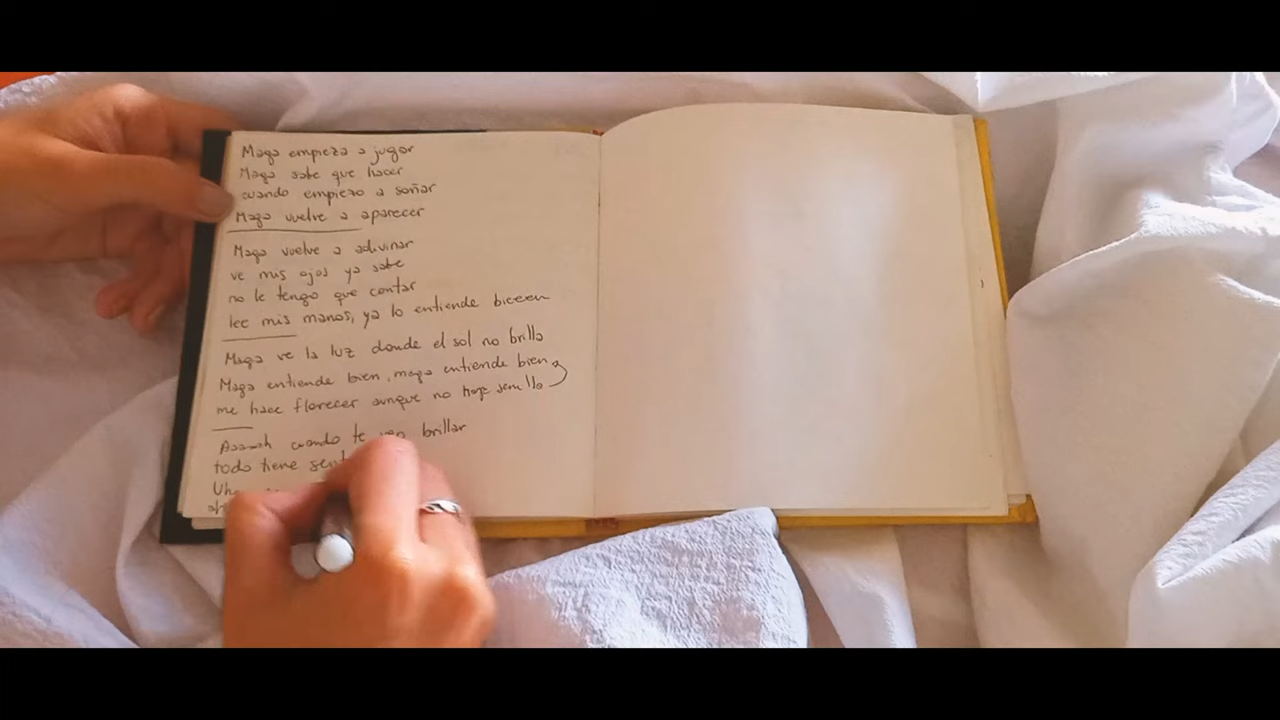 Maga empieza a jugar
Maga sabe que hacer
cuando empiezo a soñar
Maga vuelve a aparecer
Maga vuelve a adivinar
ve mis ojos ya sabe
no le tengo que contar
lee mis manos, ya lo entiende bieeen
Maga ve la luz donde el sol no brilla
Maga entiende bien, maga entiende bien
me hace florecer aunque no haya semilla
Aaaaah cuando te veo brillar
todo tiene